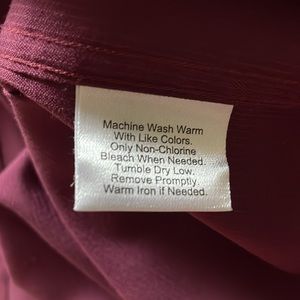 Machine Wash Warm
With Like Colors.
Only Non-Chlorine
Bleach When Needed.
Tumble Dry Low.
Remove Promptly.
Warm Iron if Needed.